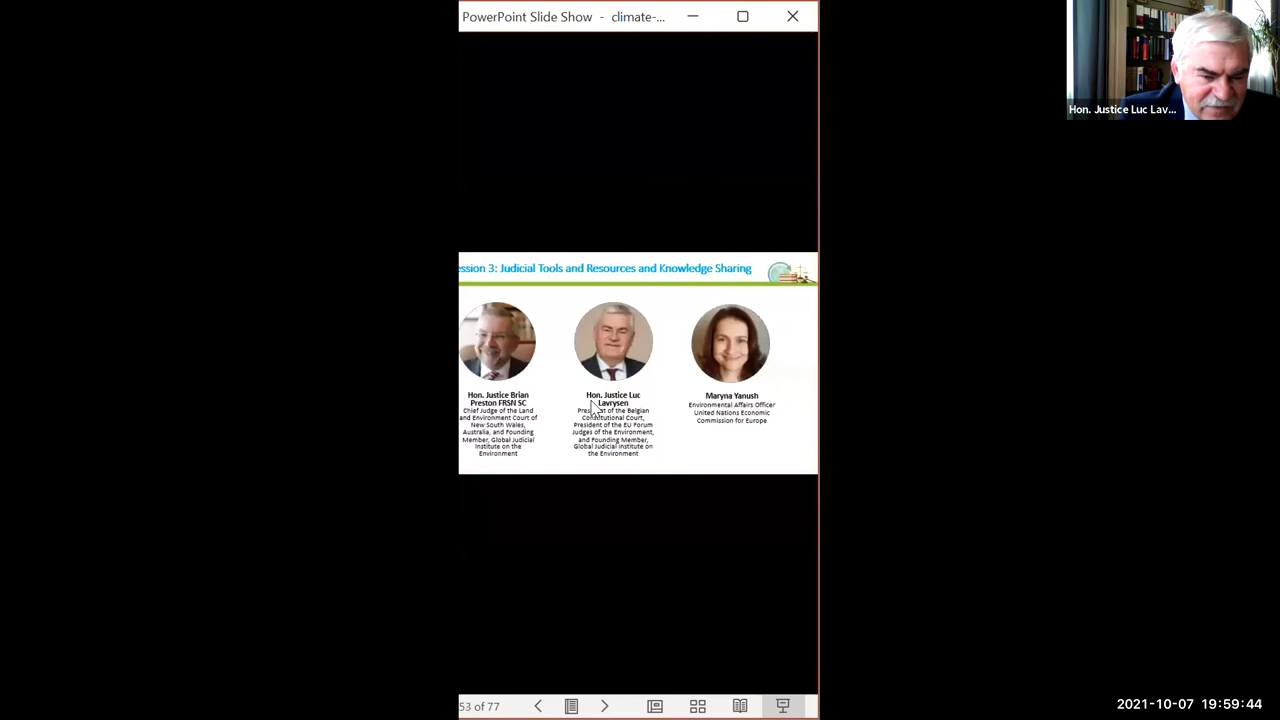 PowerPoint Slide Show - climate-...
Hon. Justice Luc Lav...
ession 3: Judicial Tools and Resources and Knowledge Sharing
Hon. Justice Brian
Preston FRSN SC
Chief Judge of the Land
and Environment Court of
New South Wales,
Australia, and Founding
Member, Global Judicial
Institute on the
Environment
Hon. Justice Luc
Lavrysen
President of the Belgian
Constitutional Court,
President of the EU Forum
Judges of the Environment,
and Founding Member,
Global Judicial Institute on
the Environment
Maryna Yanush
Environmental Affairs Officer
United Nations Economic
Commission for Europe
53 of 77
2021-10-07 19:59:44